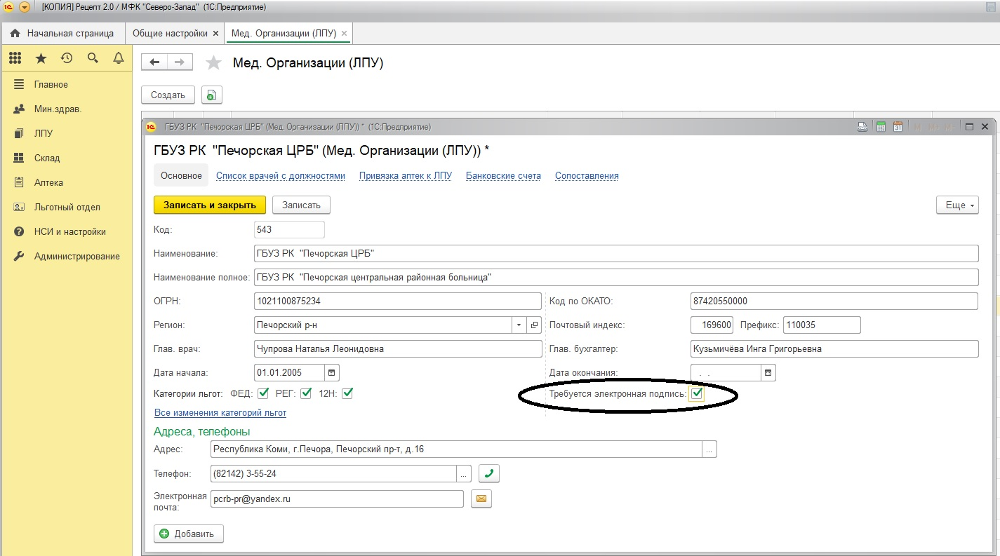 [КОПИЯ] Рецепт 2.0 / МФК "Северо-Запад" (1С:Предприятие)
Начальная страница
Общие настройки ×
Мед. Организации (ЛПУ) ×
Главное
Мин.здрав.
ЛПУ
Склад
Аптека
Льготный отдел
НСИ и настройки
Администрирование
Мед. Организации (ЛПУ)
Создать
ГБУЗ РК "Печорская ЦРБ" (Мед. Организации (ЛПУ)) * (1С:Предприятие)
31 M M+ M-
ГБУЗ РК "Печорская ЦРБ" (Мед. Организации (ЛПУ)) *
Основное Список врачей с должностями Привязка аптек к ЛПУ Банковские счета Сопоставления
Записать и закрыть Записать Еще
Код: 543
Наименование: ГБУЗ РК "Печорская ЦРБ"
Наименование полное: ГБУЗ РК "Печорская центральная районная больница"
ОГРН: 1021100875234 Код по ОКАТО: 87420550000
Регион: Печорский р-н Почтовый индекс: 169600 Префикс: 110035
Глав. врач: Чупрова Наталья Леонидовна Глав. бухгалтер: Кузьмичёва Инга Григорьевна
Дата начала: 01.01.2005 Дата окончания: . .
Категории льгот: ФЕД: РЕГ: 12Н: Требуется электронная подпись:
Все изменения категорий льгот
Адреса, телефоны
Адрес: Республика Коми, г.Печора, Печорский пр-т, д.16 ...
Телефон: (82142) 3-55-24 ...
Электронная почта: pcrb-pr@yandex.ru
Добавить